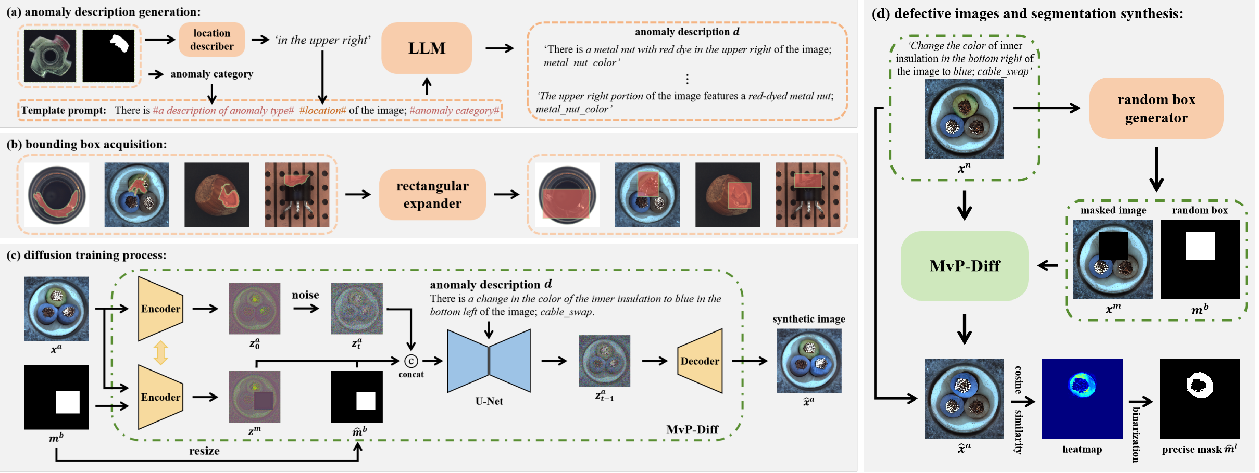 (a) anomaly description generation:
location
describer
'in the upper right'
anomaly category
LLM
anomaly description d
'There is a metal nut with red dye in the upper right of the image;
metal_nut_color'
⋮
'The upper right portion of the image features a red-dyed metal nut;
metal_nut_color'
Template prompt: There is #a description of anomaly type# #location# of the image; #anomaly category#
(b) bounding box acquisition:
rectangular
expander
(c) diffusion training process:
x^a
m^b
Encoder
Encoder
z_0^a
noise
z_t^a
z^m
m̂^b
resize
anomaly description d
There is a change in the color of the inner insulation to blue in the
bottom left of the image; cable_swap.
c
concat
U-Net
z_{t-1}^a
Decoder
synthetic image
x̂^a
MvP-Diff
(d) defective images and segmentation synthesis:
'Change the color of inner
insulation in the bottom right of
the image to blue; cable_swap'
x^n
random box
generator
masked image
random box
x^m
m^b
MvP-Diff
x̂^a
cosine
similarity
heatmap
binarization
precise mask m̂^l